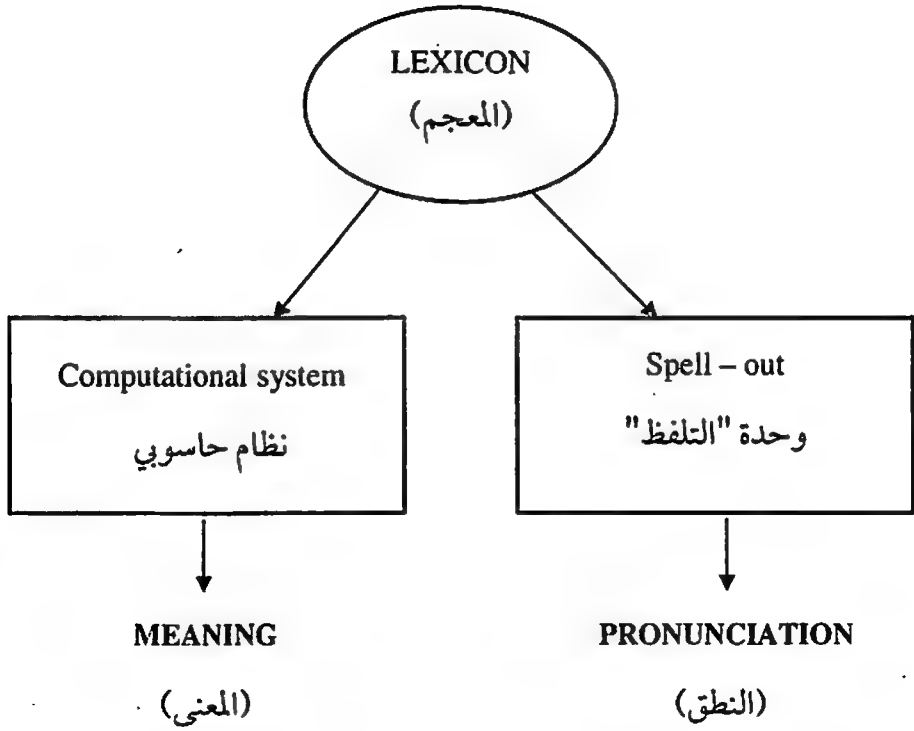 LEXICON
(المعجم)
Computational system
نظام حاسوبي
Spell – out
وحدة "التلفظ"
MEANING
(المعنى)
PRONUNCIATION
(النطق)